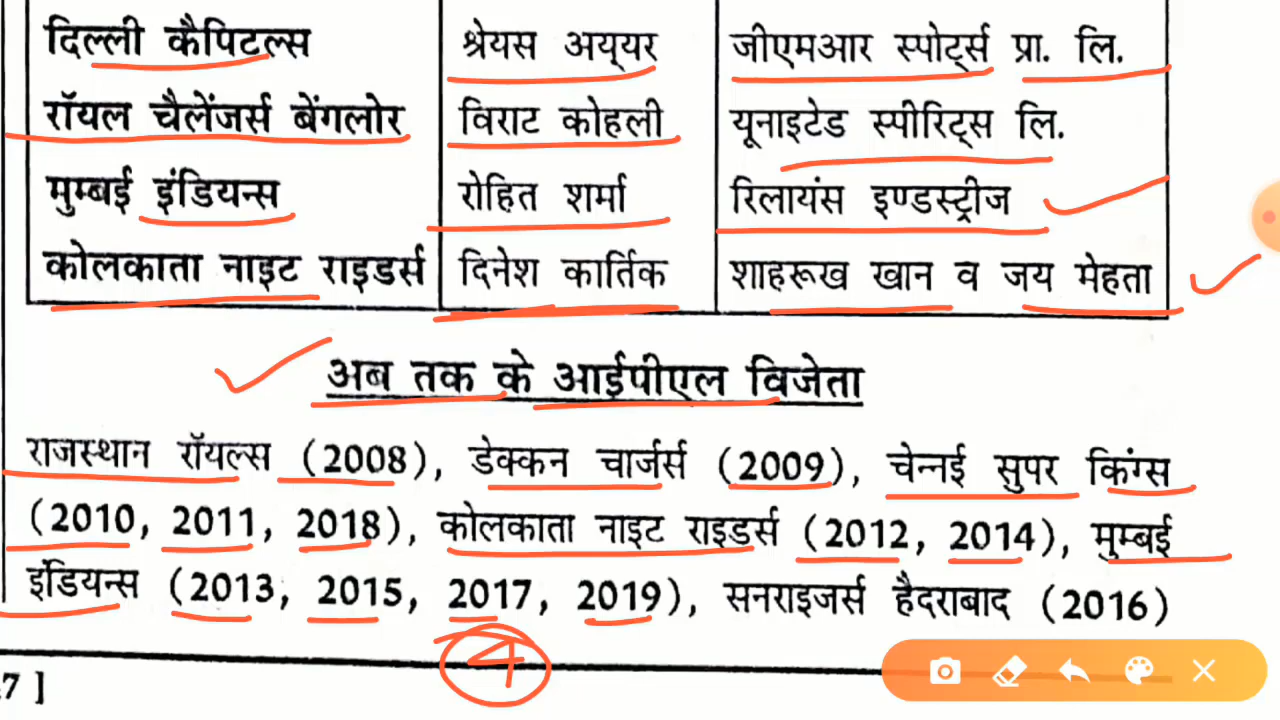 दिल्ली कैपिटल्स श्रेयस अय्यर जीएमआर स्पोर्ट्स प्रा. लि.
रॉयल चैलेंजर्स बेंगलोर विराट कोहली यूनाइटेड स्पीरिट्स लि.
मुम्बई इंडियन्स रोहित शर्मा रिलायंस इण्डस्ट्रीज
कोलकाता नाइट राइडर्स दिनेश कार्तिक शाहरूख खान व जय मेहता
अब तक के आईपीएल विजेता
राजस्थान रॉयल्स (2008), डेक्कन चार्जर्स (2009), चेन्नई सुपर किंग्स
(2010, 2011, 2018), कोलकाता नाइट राइडर्स (2012, 2014), मुम्बई
इंडियन्स (2013, 2015, 2017, 2019), सनराइजर्स हैदराबाद (2016)
4
7 ]